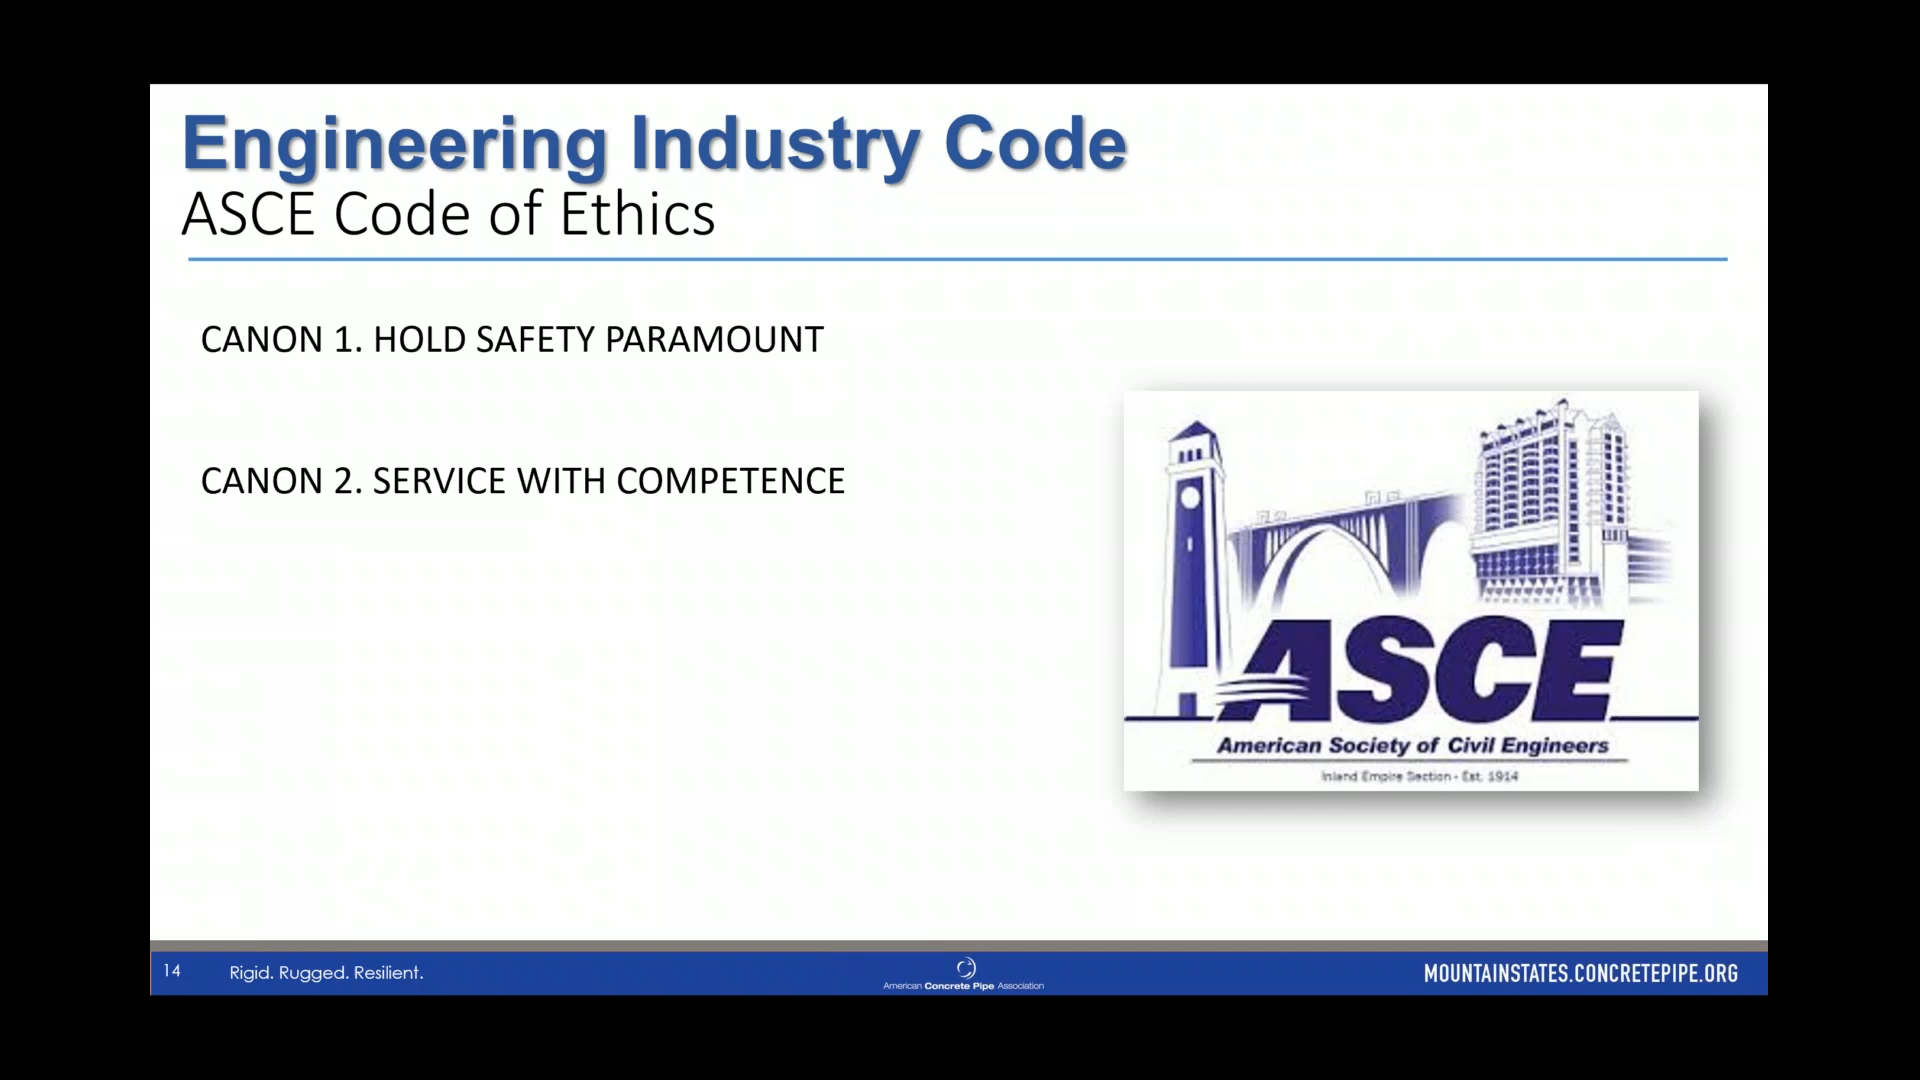 Engineering Industry Code
ASCE Code of Ethics
CANON 1. HOLD SAFETY PARAMOUNT
CANON 2. SERVICE WITH COMPETENCE
ASCE
American Society of Civil Engineers
Inland Empire Section - Est. 1914
14
Rigid. Rugged. Resilient.
American Concrete Pipe Association
MOUNTAINSTATES.CONCRETEPIPE.ORG